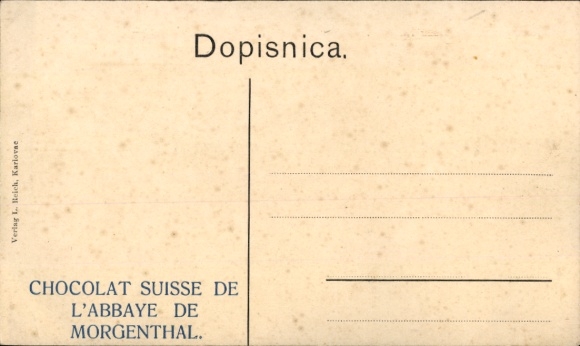 Dopisnica.
Verlag L. Reich, Karlovac
CHOCOLAT SUISSE DE
L'ABBAYE DE
MORGENTHAL.